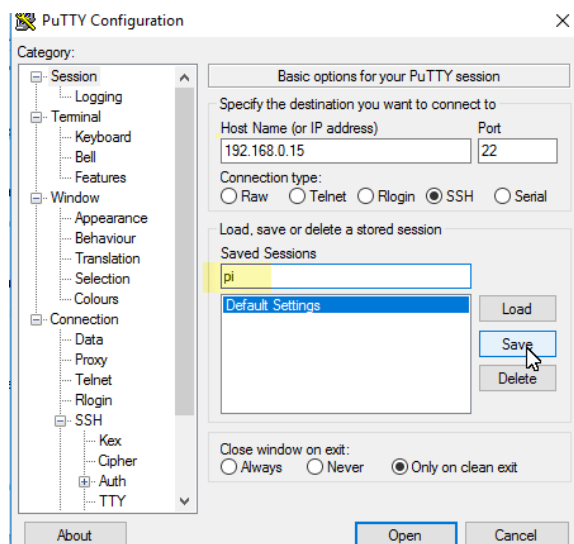 PuTTY Configuration
Category:
Session
Logging
Terminal
Keyboard
Bell
Features
Window
Appearance
Behaviour
Translation
Selection
Colours
Connection
Data
Proxy
Telnet
Rlogin
SSH
Kex
Cipher
Auth
TTY
Basic options for your PuTTY session
Specify the destination you want to connect to
Host Name (or IP address) Port
192.168.0.15 22
Connection type:
Raw Telnet Rlogin SSH Serial
Load, save or delete a stored session
Saved Sessions
pi
Default Settings
Load
Save
Delete
Close window on exit:
Always Never Only on clean exit
About Open Cancel